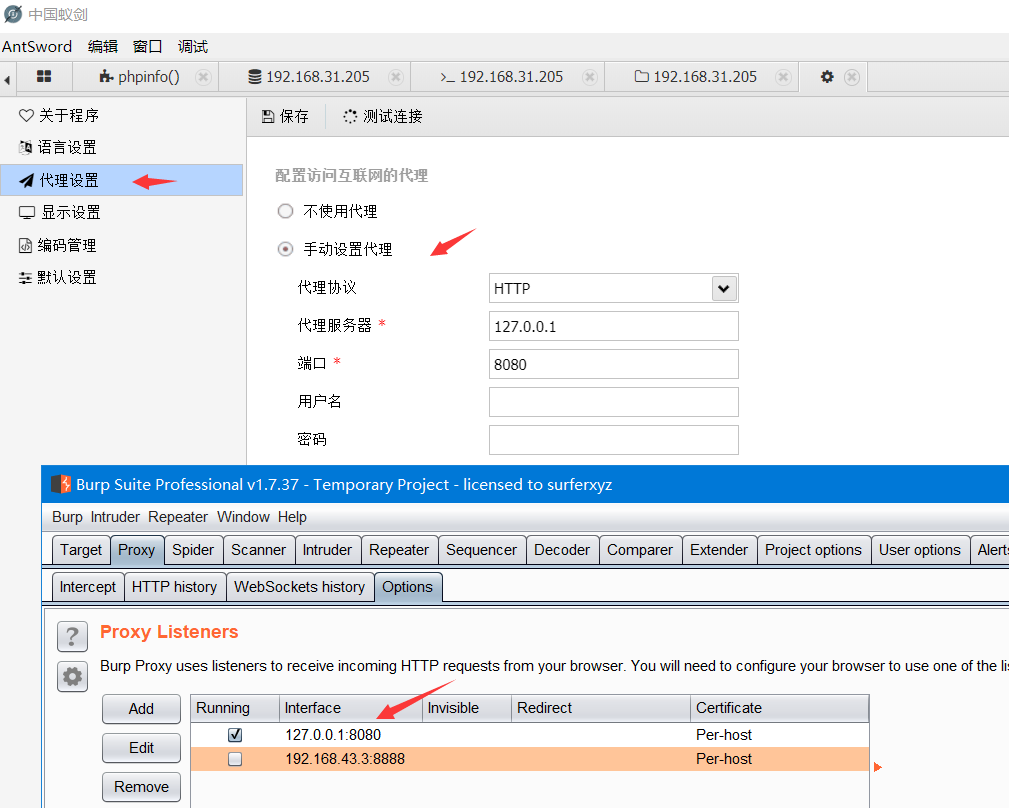 中国蚁剑
AntSword 编辑 窗口 调试
phpinfo() 192.168.31.205 >_ 192.168.31.205 192.168.31.205
关于程序
语言设置
代理设置
显示设置
编码管理
默认设置
保存 测试连接
配置访问互联网的代理
不使用代理
手动设置代理
代理协议 HTTP
代理服务器 * 127.0.0.1
端口 * 8080
用户名
密码
Burp Suite Professional v1.7.37 - Temporary Project - licensed to surferxyz
Burp Intruder Repeater Window Help
Target Proxy Spider Scanner Intruder Repeater Sequencer Decoder Comparer Extender Project options User options Alerts
Intercept HTTP history WebSockets history Options
? Proxy Listeners
Burp Proxy uses listeners to receive incoming HTTP requests from your browser. You will need to configure your browser to use one of the li
Add Edit Remove
Running Interface Invisible Redirect Certificate
127.0.0.1:8080 Per-host
192.168.43.3:8888 Per-host